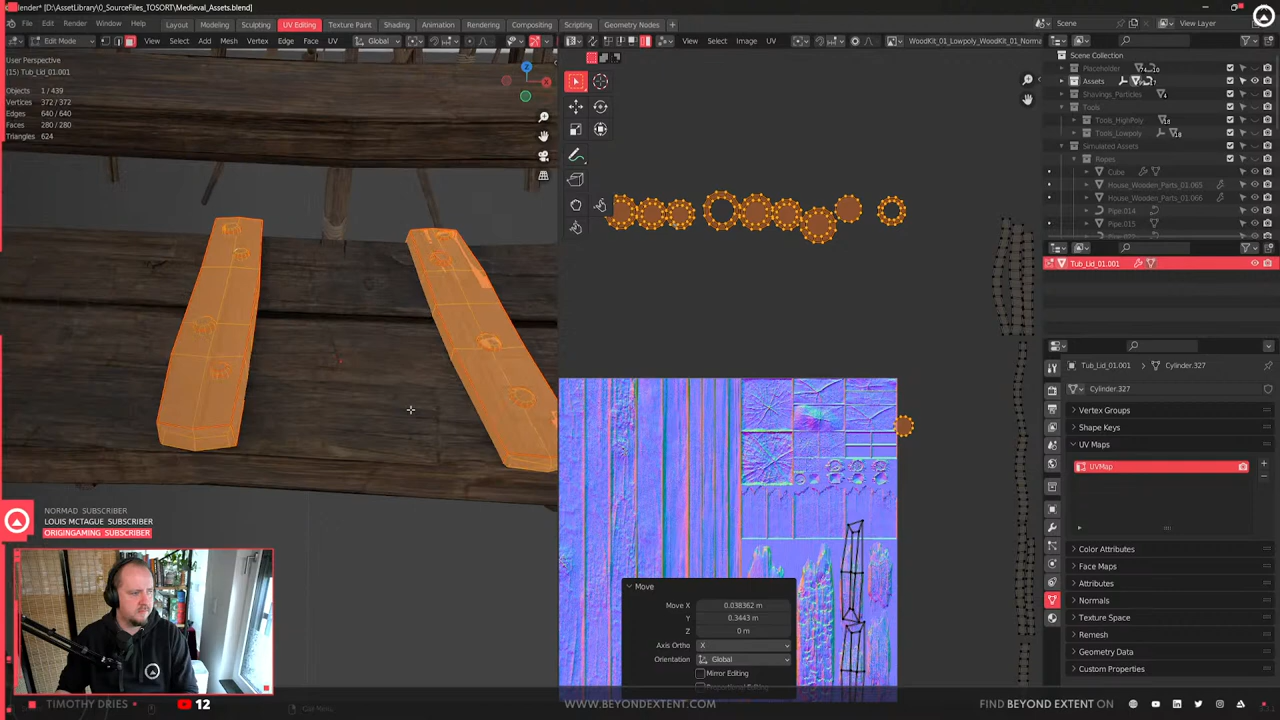 Blender* [D:\AssetLibrary\0_SourceFiles_TOSORT\Medieval_Assets.blend]
File Edit Render Window Help Layout Modeling Sculpting UV Editing Texture Paint Shading Animation Rendering Compositing Scripting Geometry Nodes + Scene View Layer
Edit Mode View Select Add Mesh Vertex Edge Face UV Global View Select Image UV WoodKit_01_Lowpoly_WoodKit_01_Norma
User Perspective
(15) Tub_Lid_01.001
Objects 1 / 439
Vertices 372 / 372
Edges 640 / 640
Faces 280 / 280
Triangles 624
Scene Collection
Placeholder
Assets
Shavings_Particles
Tools
Tools_HighPoly
Tools_Lowpoly
Simulated Assets
Ropes
Cube
House_Wooden_Parts_01.065
House_Wooden_Parts_01.066
Pipe.014
Pipe.015
Tub_Lid_01.001
Tub_Lid_01.001 Cylinder.327
Cylinder.327
Vertex Groups
Shape Keys
UV Maps
UVMap
Color Attributes
Face Maps
Attributes
Normals
Texture Space
Remesh
Geometry Data
Custom Properties
Move
Move X 0.038362 m
Y 0.3443 m
Z 0 m
Axis Ortho X
Orientation Global
Mirror Editing
NORMAD SUBSCRIBER
LOUIS MCTAGUE SUBSCRIBER
ORIGINGAMING SUBSCRIBER
TIMOTHY DRIES 12 WWW.BEYONDEXTENT.COM FIND BEYOND EXTENT ON